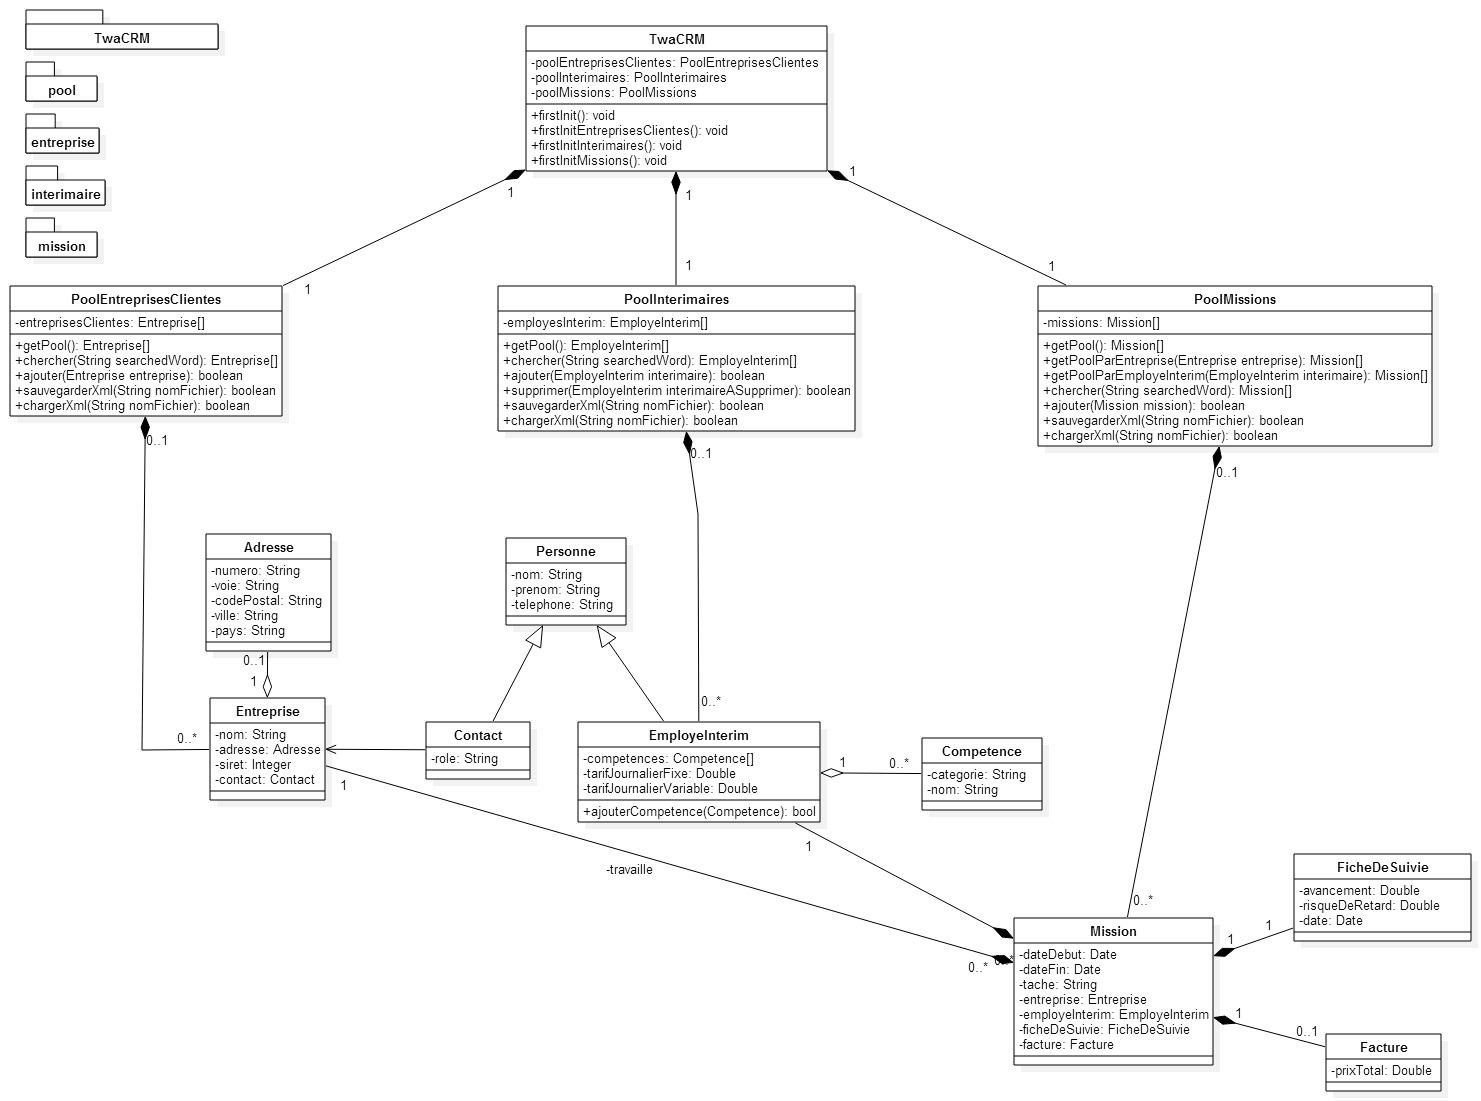 TwaCRM
pool
entreprise
interimaire
mission
TwaCRM
-poolEntreprisesClientes: PoolEntreprisesClientes
-poolInterimaires: PoolInterimaires
-poolMissions: PoolMissions
+firstInit(): void
+firstInitEntreprisesClientes(): void
+firstInitInterimaires(): void
+firstInitMissions(): void
1
1
1
1
1
1
PoolEntreprisesClientes
-entreprisesClientes: Entreprise[]
+getPool(): Entreprise[]
+chercher(String searchedWord): Entreprise[]
+ajouter(Entreprise entreprise): boolean
+sauvegarderXml(String nomFichier): boolean
+chargerXml(String nomFichier): boolean
0..1
PoolInterimaires
-employesInterim: EmployeInterim[]
+getPool(): EmployeInterim[]
+chercher(String searchedWord): EmployeInterim[]
+ajouter(EmployeInterim interimaire): boolean
+supprimer(EmployeInterim interimaireASupprimer): boolean
+sauvegarderXml(String nomFichier): boolean
+chargerXml(String nomFichier): boolean
0..1
PoolMissions
-missions: Mission[]
+getPool(): Mission[]
+getPoolParEntreprise(Entreprise entreprise): Mission[]
+getPoolParEmployeInterim(EmployeInterim interimaire): Mission[]
+chercher(String searchedWord): Mission[]
+ajouter(Mission mission): boolean
+sauvegarderXml(String nomFichier): boolean
+chargerXml(String nomFichier): boolean
0..1
Adresse
-numero: String
-voie: String
-codePostal: String
-ville: String
-pays: String
0..1
1
Personne
-nom: String
-prenom: String
-telephone: String
0..*
0..*
Entreprise
-nom: String
-adresse: Adresse
-siret: Integer
-contact: Contact
1
Contact
-role: String
EmployeInterim
-competences: Competence[]
-tarifJournalierFixe: Double
-tarifJournalierVariable: Double
+ajouterCompetence(Competence): bool
1
0..*
Competence
-categorie: String
-nom: String
1
-travaille
0..*
0..*
0..*
Mission
-dateDebut: Date
-dateFin: Date
-tache: String
-entreprise: Entreprise
-employeInterim: EmployeInterim
-ficheDeSuivie: FicheDeSuivie
-facture: Facture
1
1
FicheDeSuivie
-avancement: Double
-risqueDeRetard: Double
-date: Date
1
0..1
Facture
-prixTotal: Double